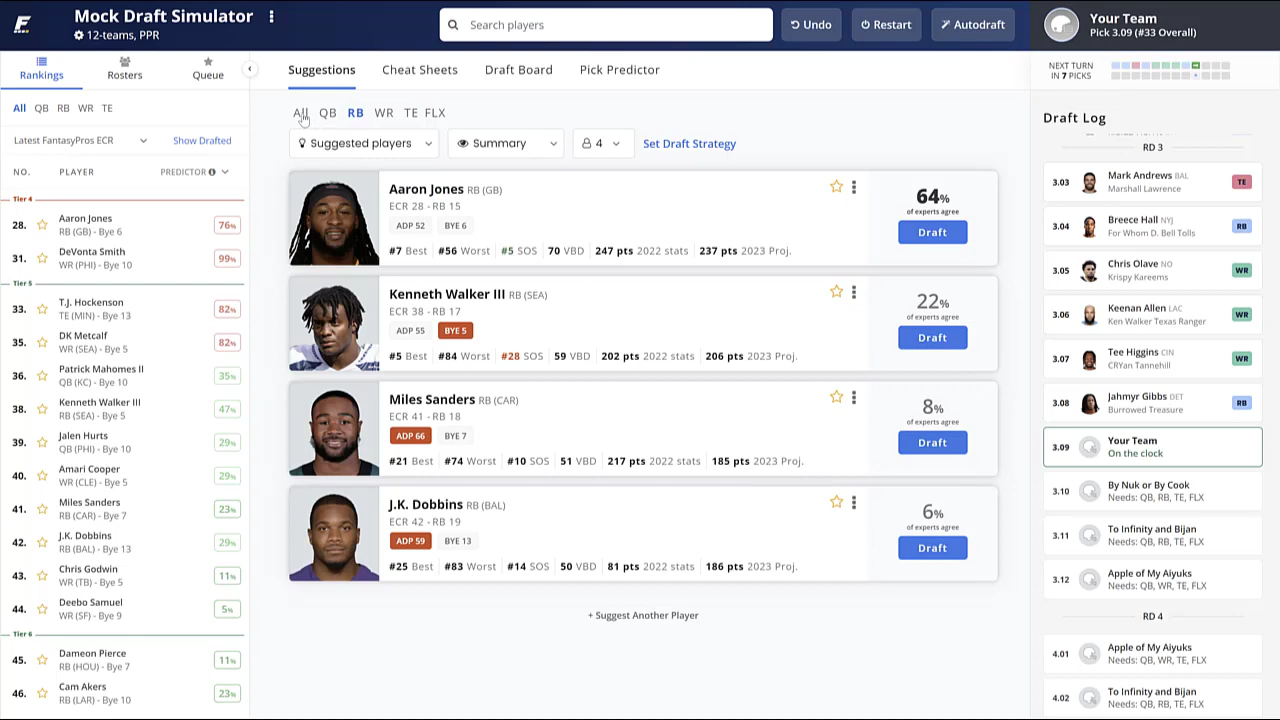 Mock Draft Simulator
12-teams, PPR
Search players
Undo
Restart
Autodraft
Your Team
Pick 3.09 (#33 Overall)
Rankings
Rosters
Queue
Suggestions
Cheat Sheets
Draft Board
Pick Predictor
NEXT TURN
IN 7 PICKS
All QB RB WR TE
Latest FantasyPros ECR
Show Drafted
NO. PLAYER PREDICTOR
Tier 4
28. Aaron Jones 76%
RB (GB) - Bye 6
31. DeVonta Smith 99%
WR (PHI) - Bye 10
Tier 5
33. T.J. Hockenson 82%
TE (MIN) - Bye 13
35. DK Metcalf 82%
WR (SEA) - Bye 5
36. Patrick Mahomes II 35%
QB (KC) - Bye 10
38. Kenneth Walker III 47%
RB (SEA) - Bye 5
39. Jalen Hurts 29%
QB (PHI) - Bye 10
40. Amari Cooper 29%
WR (CLE) - Bye 5
41. Miles Sanders 23%
RB (CAR) - Bye 7
42. J.K. Dobbins 29%
RB (BAL) - Bye 13
43. Chris Godwin 11%
WR (TB) - Bye 5
44. Deebo Samuel 5%
WR (SF) - Bye 9
Tier 6
45. Dameon Pierce 11%
RB (HOU) - Bye 7
46. Cam Akers 23%
RB (LAR) - Bye 10
All QB RB WR TE FLX
Suggested players
Summary
4
Set Draft Strategy
Aaron Jones RB (GB)
ECR 28 - RB 15
ADP 52 BYE 6
#7 Best #56 Worst #5 SOS 70 VBD 247 pts 2022 stats 237 pts 2023 Proj.
64%
of experts agree
Draft
Kenneth Walker III RB (SEA)
ECR 38 - RB 17
ADP 55 BYE 5
#5 Best #84 Worst #28 SOS 59 VBD 202 pts 2022 stats 206 pts 2023 Proj.
22%
of experts agree
Draft
Miles Sanders RB (CAR)
ECR 41 - RB 18
ADP 66 BYE 7
#21 Best #74 Worst #10 SOS 51 VBD 217 pts 2022 stats 185 pts 2023 Proj.
8%
of experts agree
Draft
J.K. Dobbins RB (BAL)
ECR 42 - RB 19
ADP 59 BYE 13
#25 Best #83 Worst #14 SOS 50 VBD 81 pts 2022 stats 186 pts 2023 Proj.
6%
of experts agree
Draft
+ Suggest Another Player
Draft Log
RD 3
3.03 Mark Andrews BAL TE
Marshall Lawrence
3.04 Breece Hall NYJ RB
For Whom D. Bell Tolls
3.05 Chris Olave NO WR
Krispy Kareems
3.06 Keenan Allen LAC WR
Ken Walker Texas Ranger
3.07 Tee Higgins CIN WR
CRYan Tannehill
3.08 Jahmyr Gibbs DET RB
Burrowed Treasure
3.09 Your Team
On the clock
3.10 By Nuk or By Cook
Needs: QB, RB, TE, FLX
3.11 To Infinity and Bijan
Needs: QB, RB, TE, FLX
3.12 Apple of My Aiyuks
Needs: QB, WR, TE, FLX
RD 4
4.01 Apple of My Aiyuks
Needs: QB, WR, TE, FLX
4.02 To Infinity and Bijan
Needs: QB, RB, TE, FLX